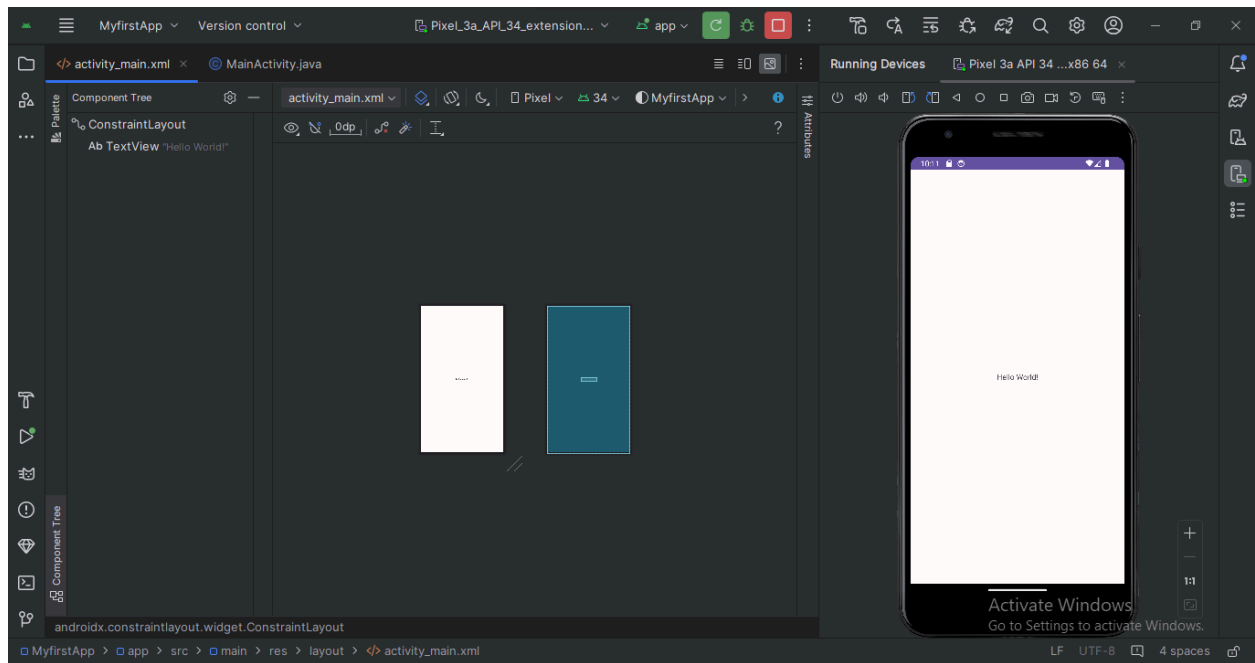 MyfirstApp Version control Pixel_3a_API_34_extension... app
activity_main.xml MainActivity.java Running Devices Pixel 3a API 34 ...x86 64
Palette
Component Tree activity_main.xml Pixel 34 MyfirstApp
ConstraintLayout 0dp
Ab TextView "Hello World!"
Attributes
10:11
Hello World!
Component Tree
1:1
Activate Windows
Go to Settings to activate Windows.
androidx.constraintlayout.widget.ConstraintLayout
MyfirstApp > app > src > main > res > layout > activity_main.xml LF UTF-8 4 spaces